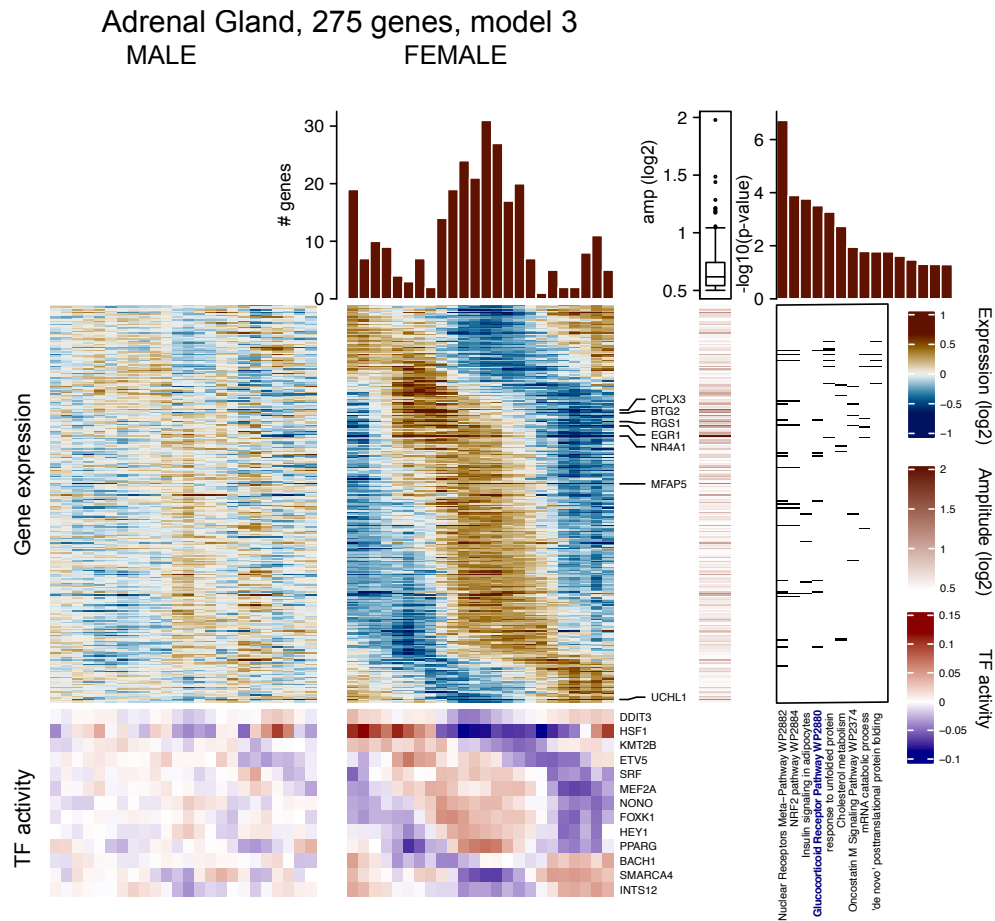 Adrenal Gland, 275 genes, model 3
MALE
FEMALE
# genes
30
20
10
0
amp (log2)
2
1.5
1
0.5
-log10(p-value)
6
4
2
0
Gene expression
CPLX3
BTG2
RGS1
EGR1
NR4A1
MFAP5
UCHL1
Expression (log2)
1
0.5
0
−0.5
−1
Amplitude (log2)
2
1.5
1
0.5
TF activity
0.15
0.1
0.05
0
−0.05
−0.1
TF activity
DDIT3
HSF1
KMT2B
ETV5
SRF
MEF2A
NONO
FOXK1
HEY1
PPARG
BACH1
SMARCA4
INTS12
Nuclear Receptors Meta-Pathway WP2882
NRF2 pathway WP2884
Insulin signaling in adipocytes
Glucocorticoid Receptor Pathway WP2880
response to unfolded protein
Cholesterol metabolism
Oncostatin M Signaling Pathway WP2374
mRNA catabolic process
'de novo' posttranslational protein folding